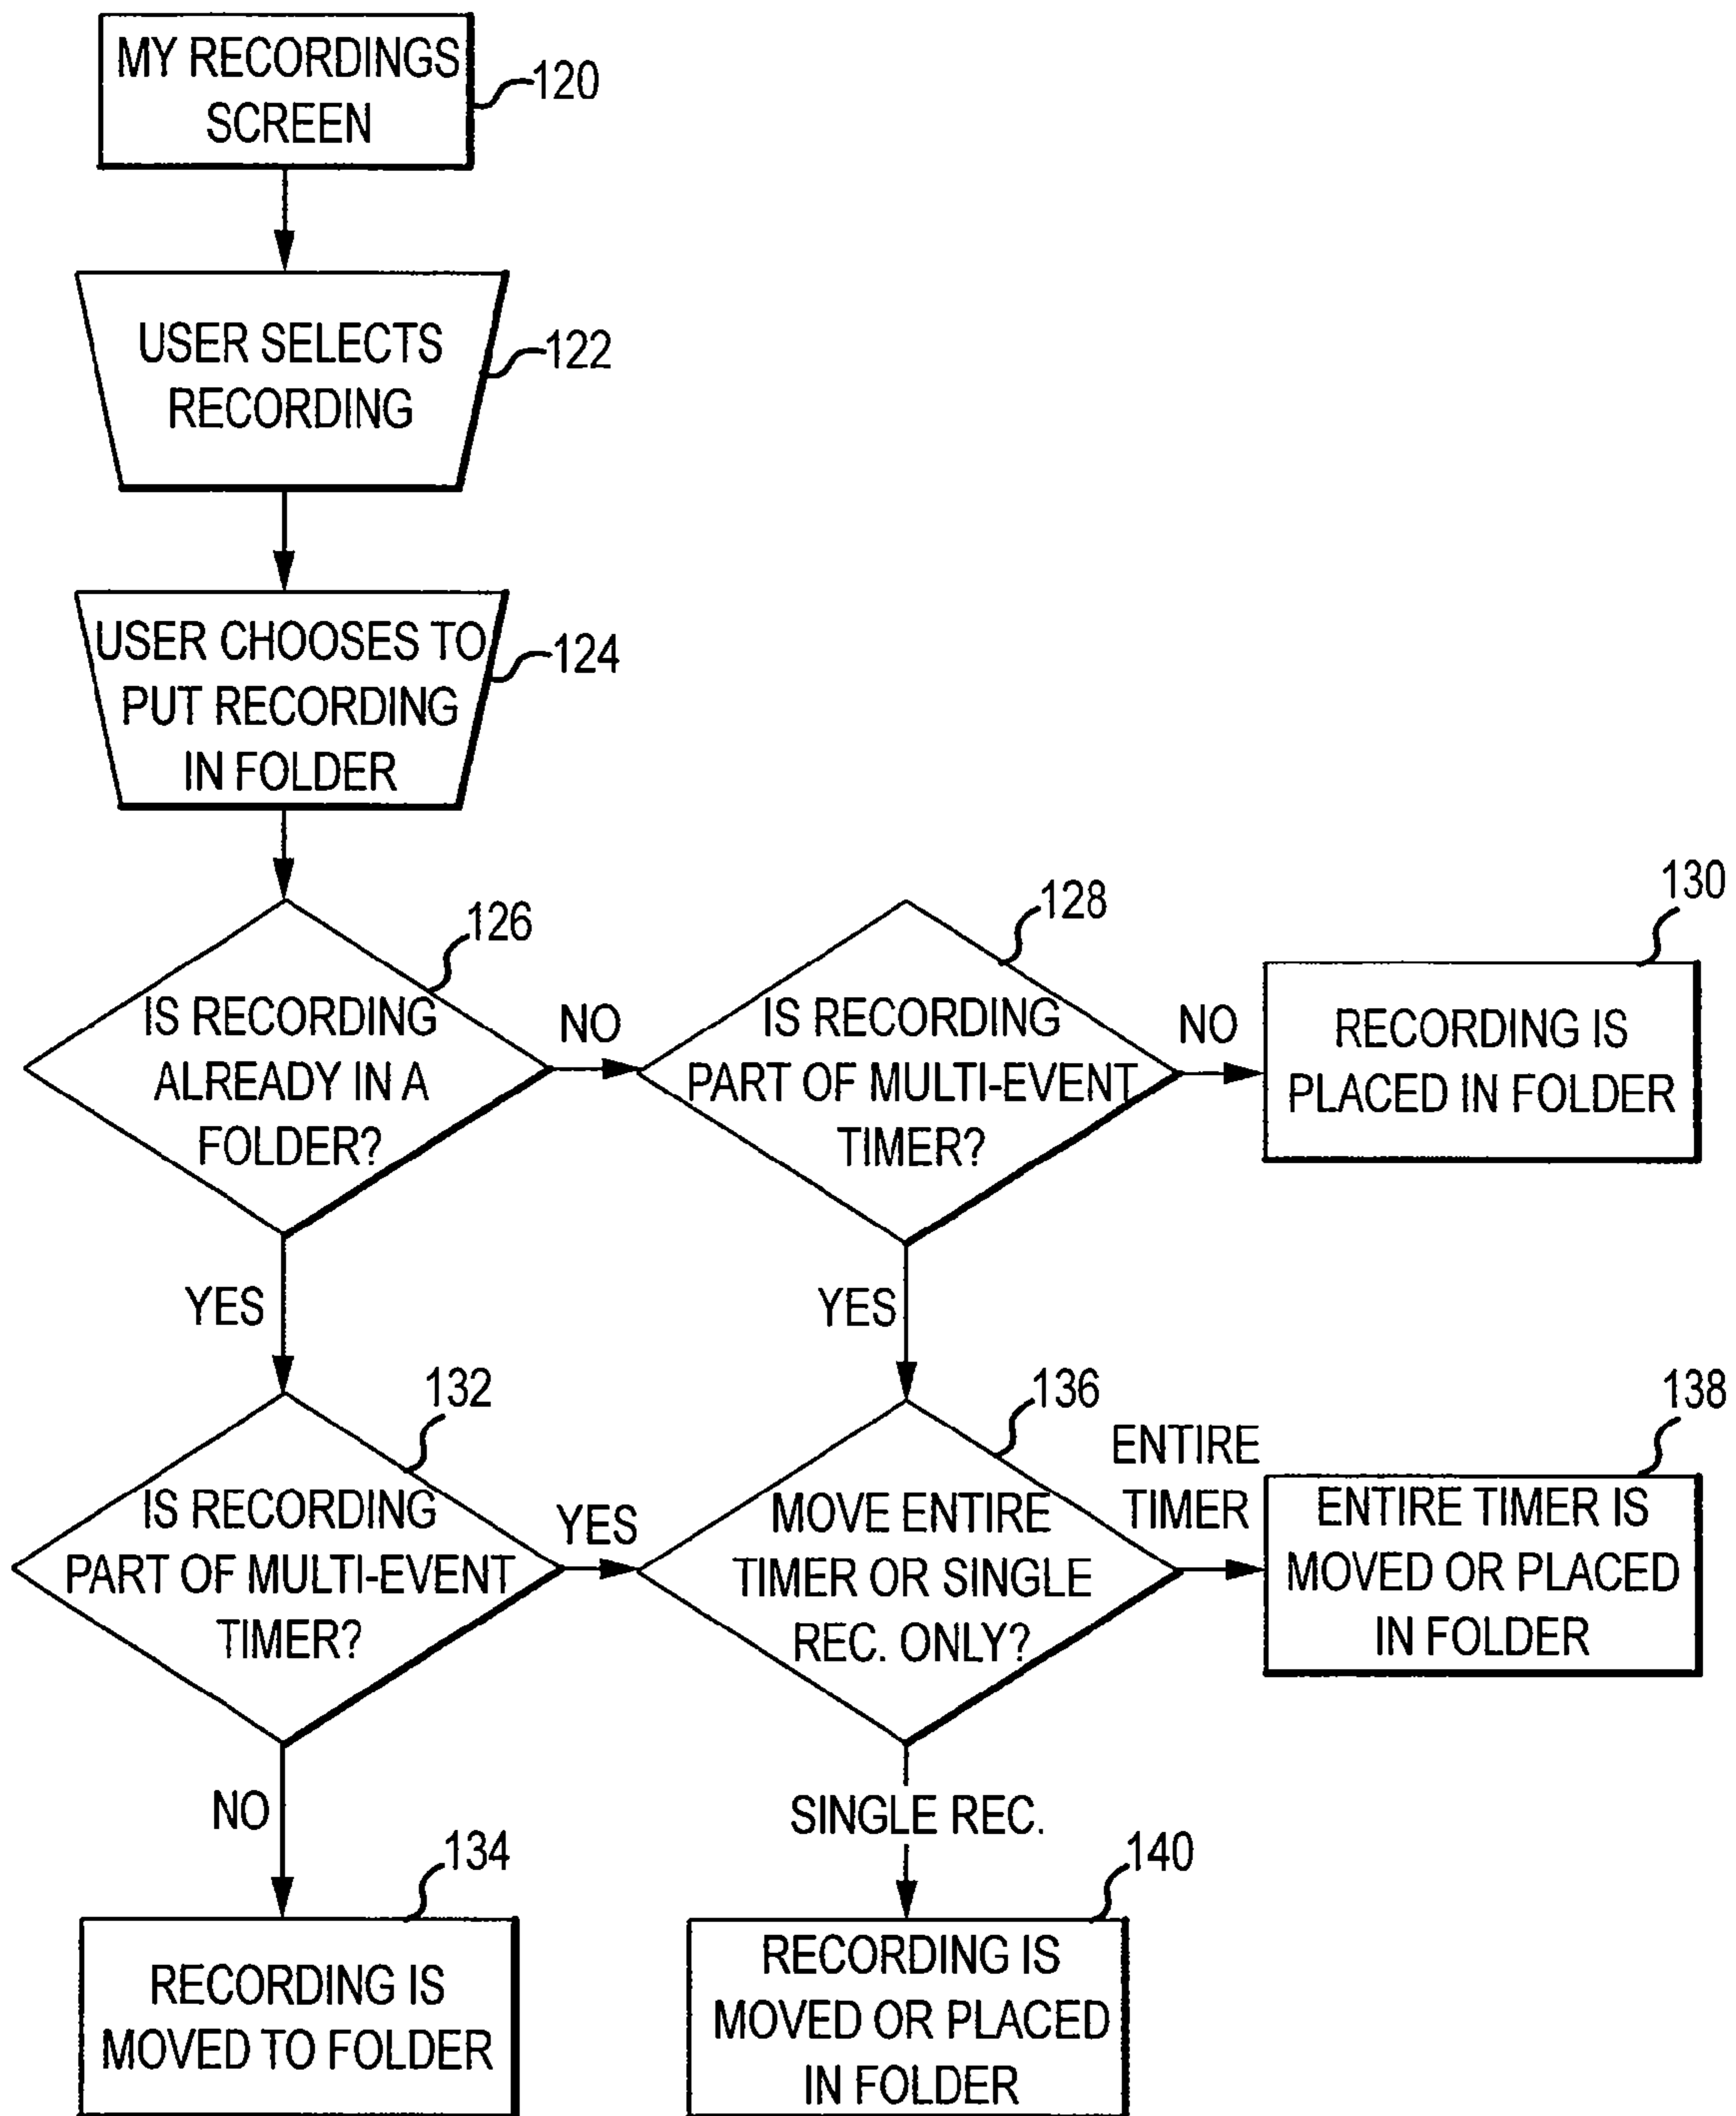 MY RECORDINGS
SCREEN
120
USER SELECTS
RECORDING
122
USER CHOOSES TO
PUT RECORDING
IN FOLDER
124
126
IS RECORDING
ALREADY IN A
FOLDER?
NO
128
IS RECORDING
PART OF MULTI-EVENT
TIMER?
NO
130
RECORDING IS
PLACED IN FOLDER
YES
YES
132
IS RECORDING
PART OF MULTI-EVENT
TIMER?
YES
136
MOVE ENTIRE
TIMER OR SINGLE
REC. ONLY?
ENTIRE
TIMER
138
ENTIRE TIMER IS
MOVED OR PLACED
IN FOLDER
NO
SINGLE REC.
134
RECORDING IS
MOVED TO FOLDER
140
RECORDING IS
MOVED OR PLACED
IN FOLDER